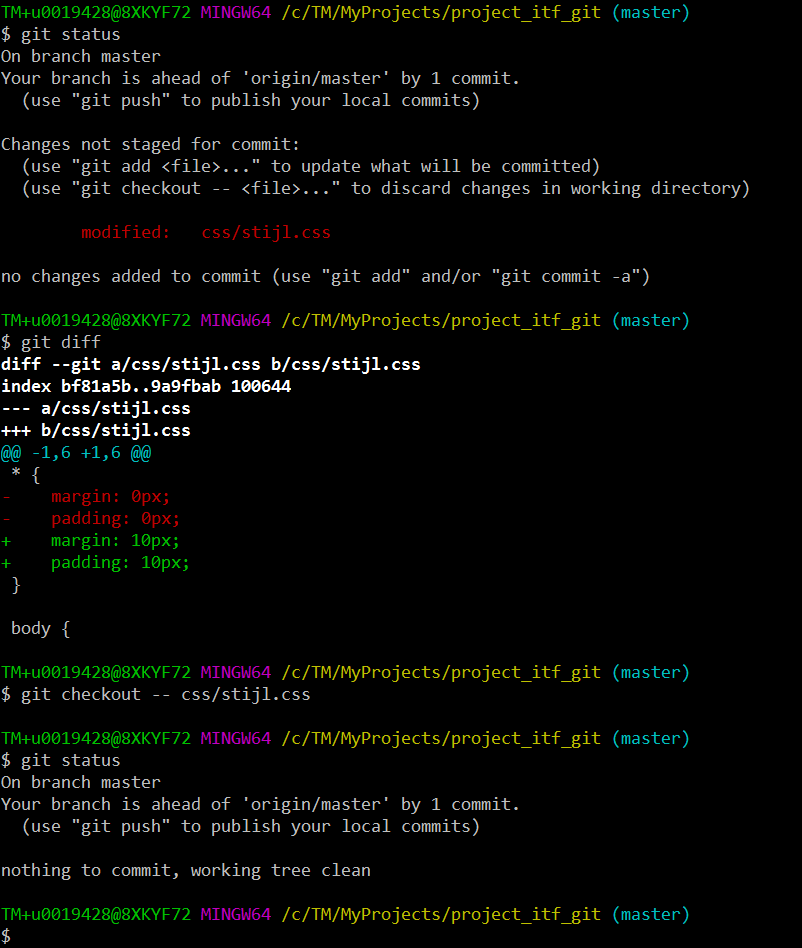 TM+u0019428@8XKYF72 MINGW64 /c/TM/MyProjects/project_itf_git (master)
$ git status
On branch master
Your branch is ahead of 'origin/master' by 1 commit.
  (use "git push" to publish your local commits)

Changes not staged for commit:
  (use "git add <file>..." to update what will be committed)
  (use "git checkout -- <file>..." to discard changes in working directory)

        modified:   css/stijl.css

no changes added to commit (use "git add" and/or "git commit -a")

TM+u0019428@8XKYF72 MINGW64 /c/TM/MyProjects/project_itf_git (master)
$ git diff
diff --git a/css/stijl.css b/css/stijl.css
index bf81a5b..9a9fbab 100644
--- a/css/stijl.css
+++ b/css/stijl.css
@@ -1,6 +1,6 @@
 * {
-    margin: 0px;
-    padding: 0px;
+    margin: 10px;
+    padding: 10px;
 }

 body {

TM+u0019428@8XKYF72 MINGW64 /c/TM/MyProjects/project_itf_git (master)
$ git checkout -- css/stijl.css

TM+u0019428@8XKYF72 MINGW64 /c/TM/MyProjects/project_itf_git (master)
$ git status
On branch master
Your branch is ahead of 'origin/master' by 1 commit.
  (use "git push" to publish your local commits)

nothing to commit, working tree clean

TM+u0019428@8XKYF72 MINGW64 /c/TM/MyProjects/project_itf_git (master)
$